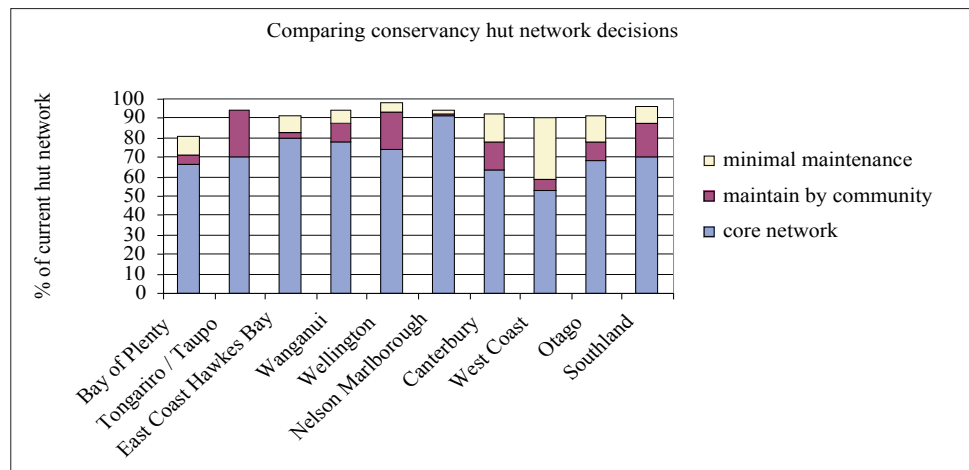 Comparing conservancy hut network decisions
% of current hut network
100
90
80
70
60
50
40
30
20
10
0
Bay of Plenty
Tongariro / Taupo
East Coast Hawkes Bay
Wanganui
Wellington
Nelson Marlborough
Canterbury
West Coast
Otago
Southland
minimal maintenance
maintain by community
core network